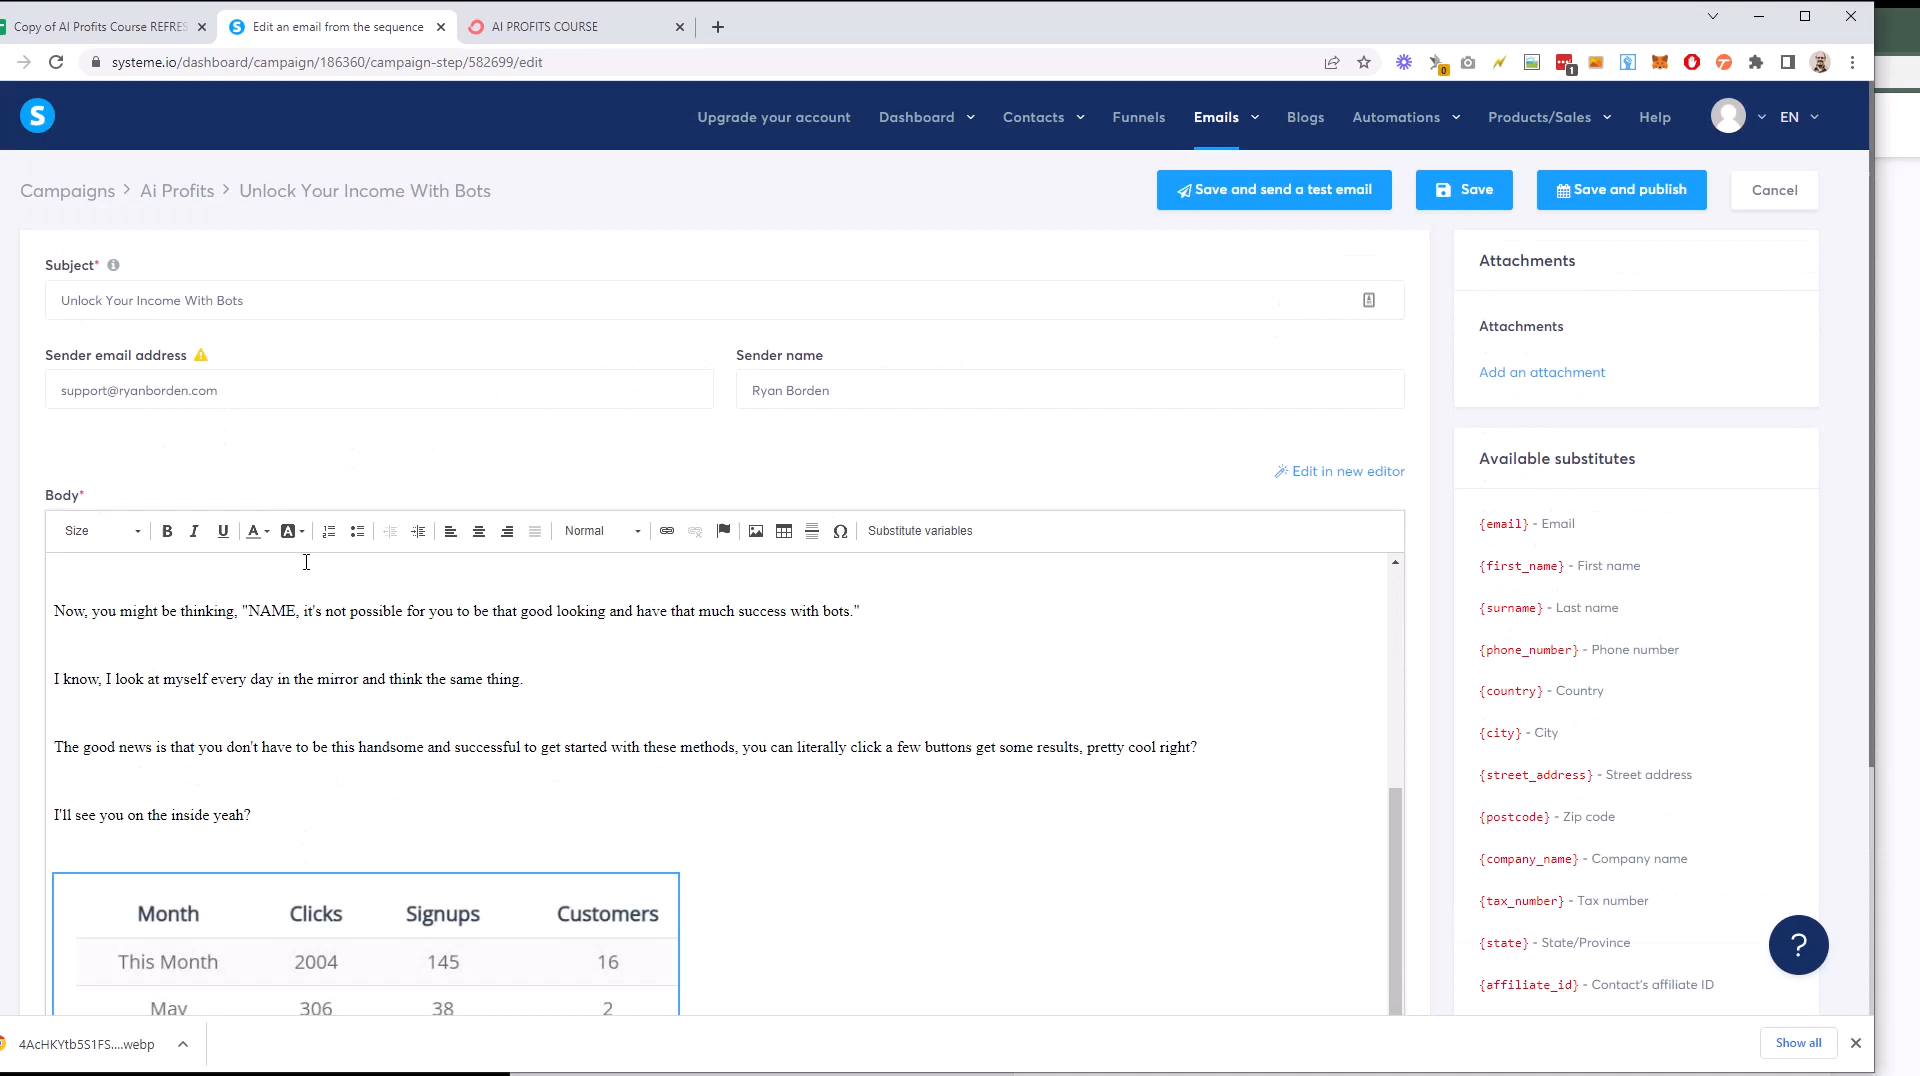 Copy of AI Profits Course REFRES
Edit an email from the sequence
AI PROFITS COURSE
systeme.io/dashboard/campaign/186360/campaign-step/582699/edit
0
1
S
Upgrade your account
Dashboard
Contacts
Funnels
Emails
Blogs
Automations
Products/Sales
Help
EN
Campaigns > Ai Profits > Unlock Your Income With Bots
Save and send a test email
Save
Save and publish
Cancel
Subject*
Unlock Your Income With Bots
Sender email address
Sender name
support@ryanborden.com
Ryan Borden
Edit in new editor
Body*
Size
B I U A A
Normal
Ω
Substitute variables
Now, you might be thinking, "NAME, it's not possible for you to be that good looking and have that much success with bots."
I know, I look at myself every day in the mirror and think the same thing.
The good news is that you don't have to be this handsome and successful to get started with these methods, you can literally click a few buttons get some results, pretty cool right?
I'll see you on the inside yeah?
Month Clicks Signups Customers
This Month 2004 145 16
May 306 38 2
Attachments
Attachments
Add an attachment
Available substitutes
{email} - Email
{first_name} - First name
{surname} - Last name
{phone_number} - Phone number
{country} - Country
{city} - City
{street_address} - Street address
{postcode} - Zip code
{company_name} - Company name
{tax_number} - Tax number
{state} - State/Province
{affiliate_id} - Contact's affiliate ID
?
4AcHKYtb5S1FS....webp
Show all